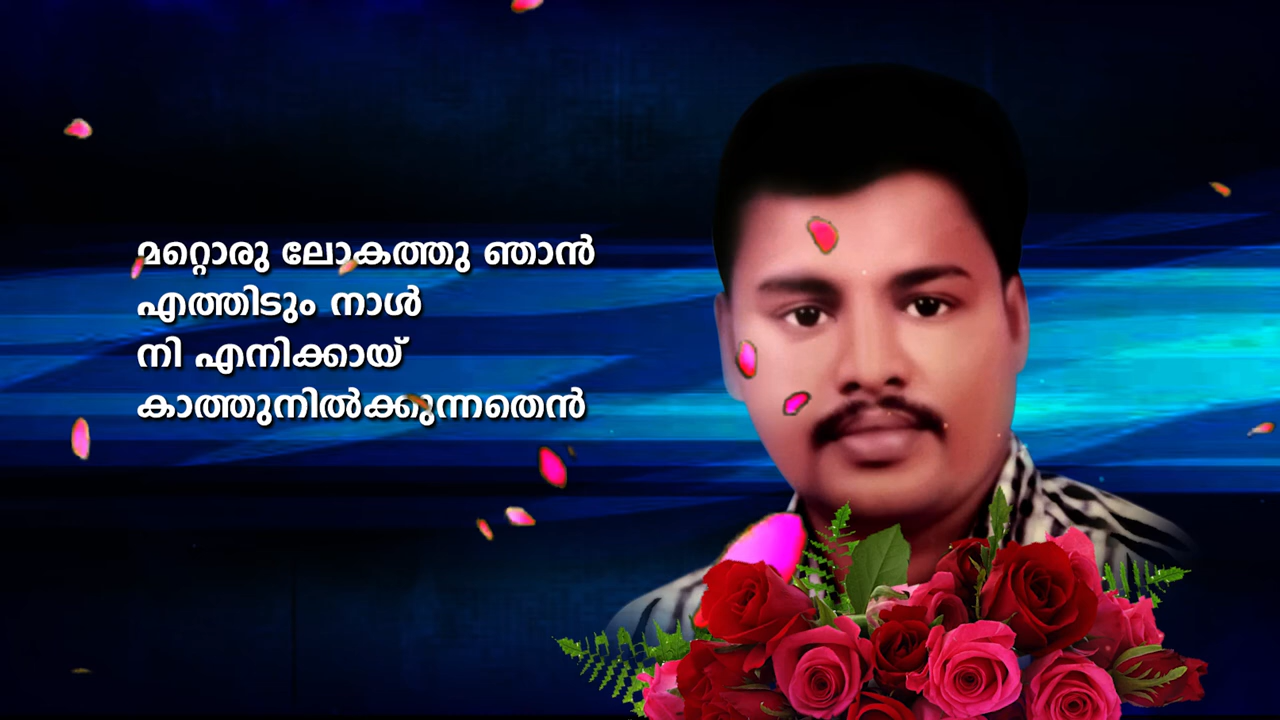 മറ്റൊരു ലോകത്തു ഞാൻ
എത്തിടും നാൾ
നി എനിക്കായ്
കാത്തുനിൽക്കുന്നതെൻ